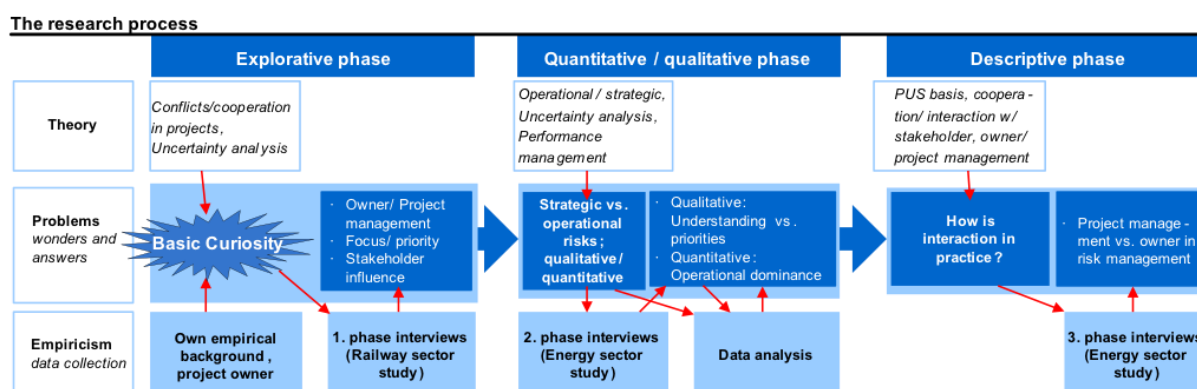 The research process
Explorative phase
Quantitative / qualitative phase
Descriptive phase
Theory
Conflicts/cooperation
in projects,
Uncertainty analysis
Operational / strategic,
Uncertainty analysis,
Performance
management
PUS basis, coopera -
tion/ interaction w/
stakeholder, owner/
project management
Problems
wonders and
answers
Basic Curiosity
· Owner/ Project
management
· Focus/ priority
· Stakeholder
influence
Strategic vs.
operational
risks ;
qualitative/
quantitative
· Qualitative:
Understanding vs.
priorities
· Quantitative:
Operational dominance
How is
interaction in
practice ?
· Project manage -
ment vs. owner in
risk management
Empiricism
data collection
Own empirical
background ,
project owner
1. phase interviews
(Railway sector
study )
2. phase interviews
(Energy sector
study)
Data analysis
3. phase interviews
(Energy sector
study )